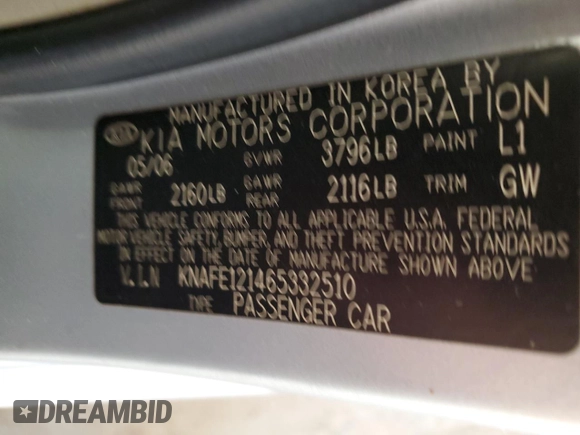 MANUFACTURED IN KOREA BY
KIA KIA MOTORS CORPORATION
05/06 GVWR 3796LB PAINT L1
GAWR FRONT 2160LB GAWR REAR 2116LB TRIM GW
THIS VEHICLE CONFORMS TO ALL APPLICABLE U.S.A. FEDERAL
MOTOR VEHICLE SAFETY, BUMPER, AND THEFT PREVENTION STANDARDS
IN EFFECT ON THE DATE OF MANUFACTURE SHOWN ABOVE.
V.I.N KNAFE121465332510
TYPE PASSENGER CAR
DREAMBID